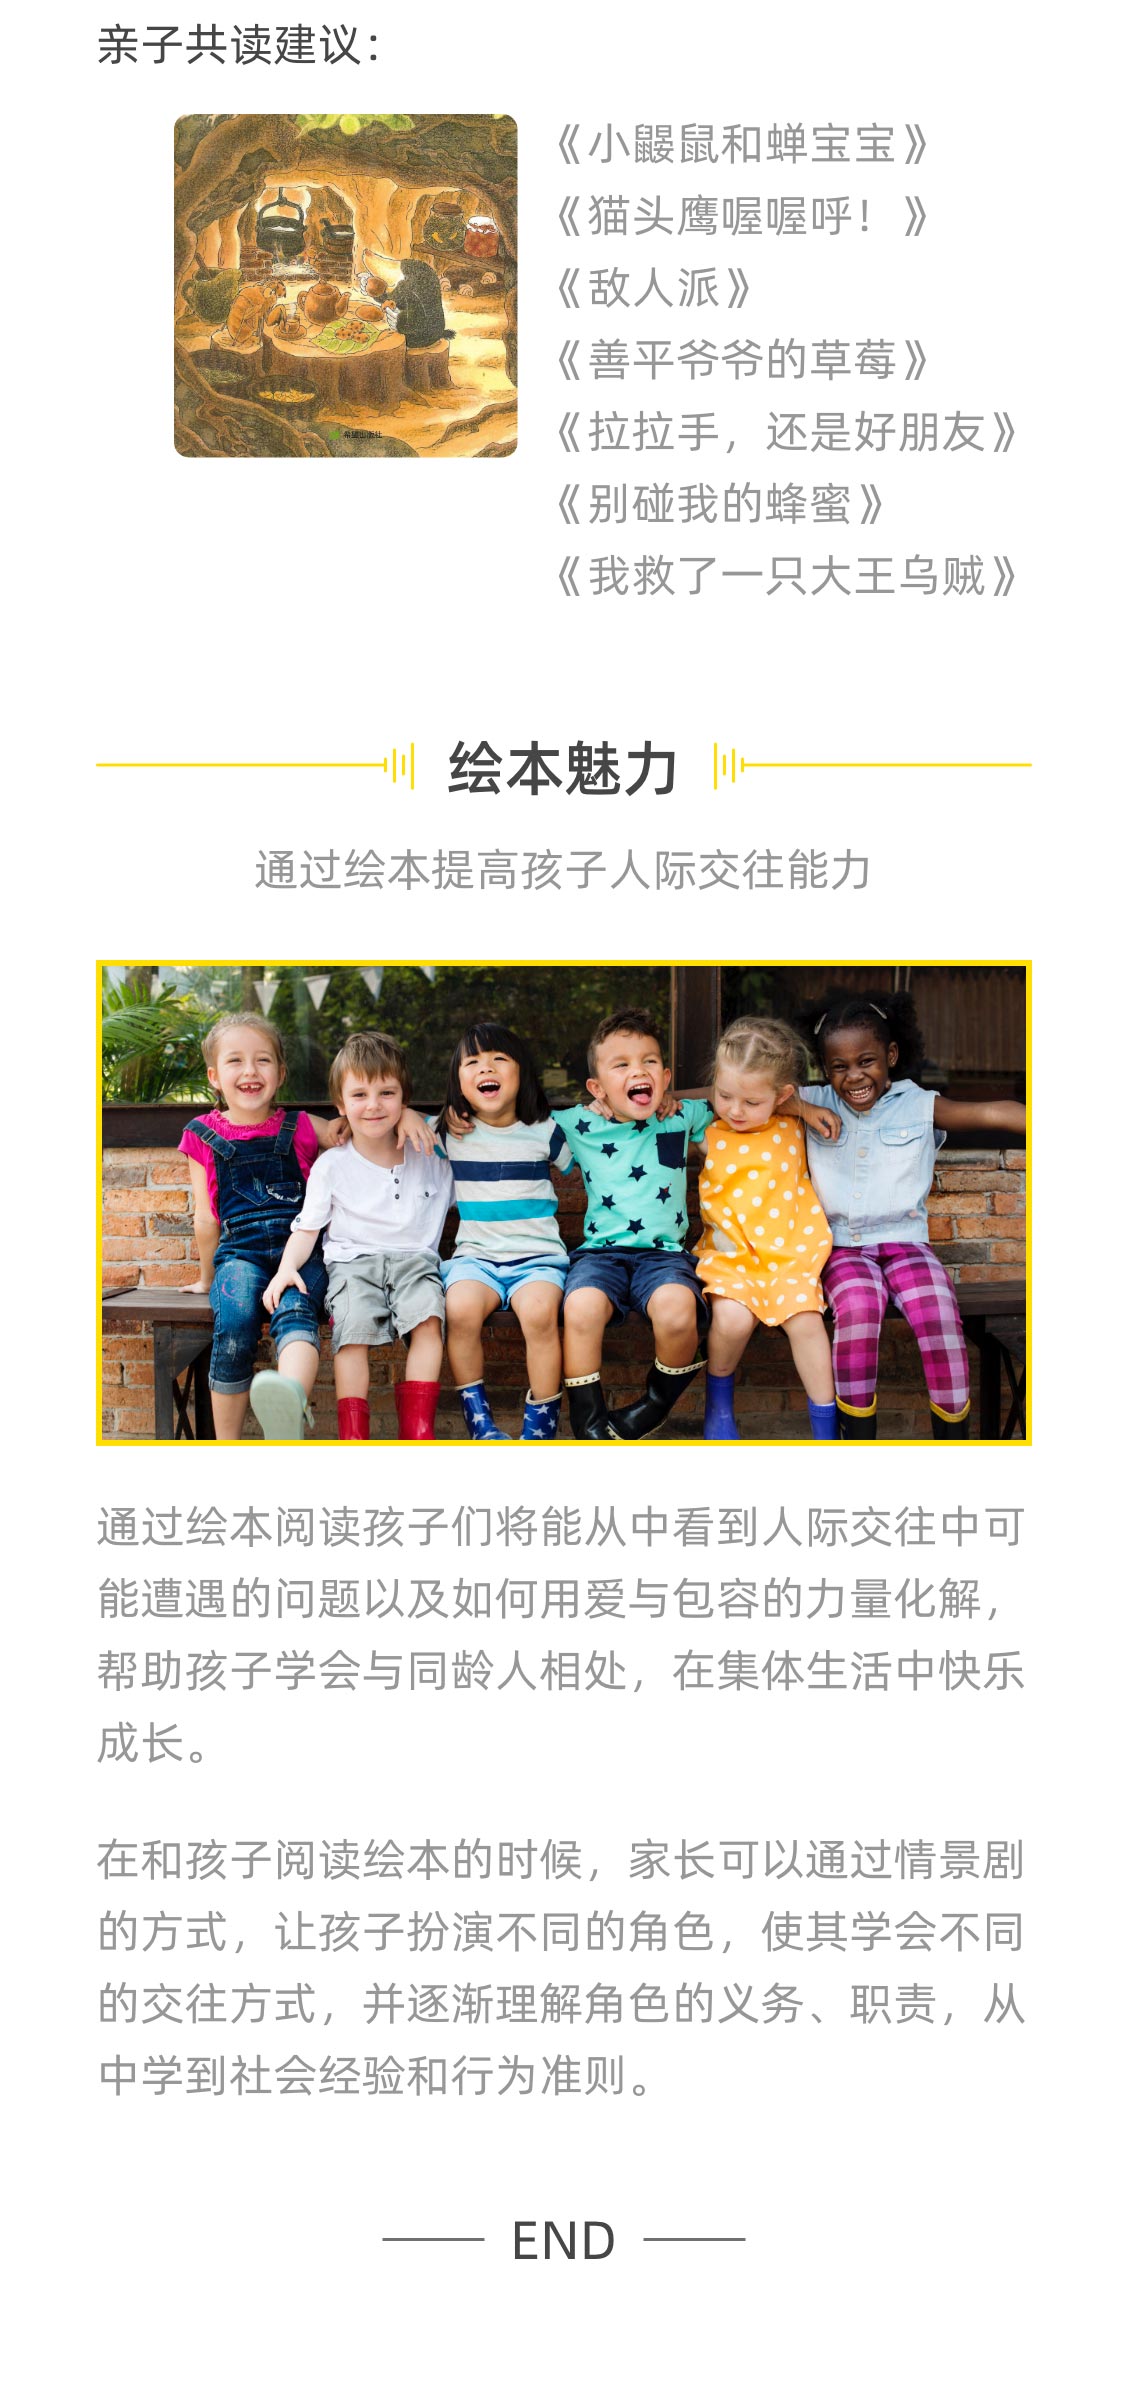 亲子共读建议：
《小鼹鼠和蝉宝宝》
《猫头鹰喔喔呼！》
《敌人派》
《善平爷爷的草莓》
《拉拉手，还是好朋友》
《别碰我的蜂蜜》
《我救了一只大王乌贼》
希望出版社
绘本魅力
通过绘本提高孩子人际交往能力
通过绘本阅读孩子们将能从中看到人际交往中可
能遭遇的问题以及如何用爱与包容的力量化解，
帮助孩子学会与同龄人相处，在集体生活中快乐
成长。
在和孩子阅读绘本的时候，家长可以通过情景剧
的方式，让孩子扮演不同的角色，使其学会不同
的交往方式，并逐渐理解角色的义务、职责，从
中学到社会经验和行为准则。
END